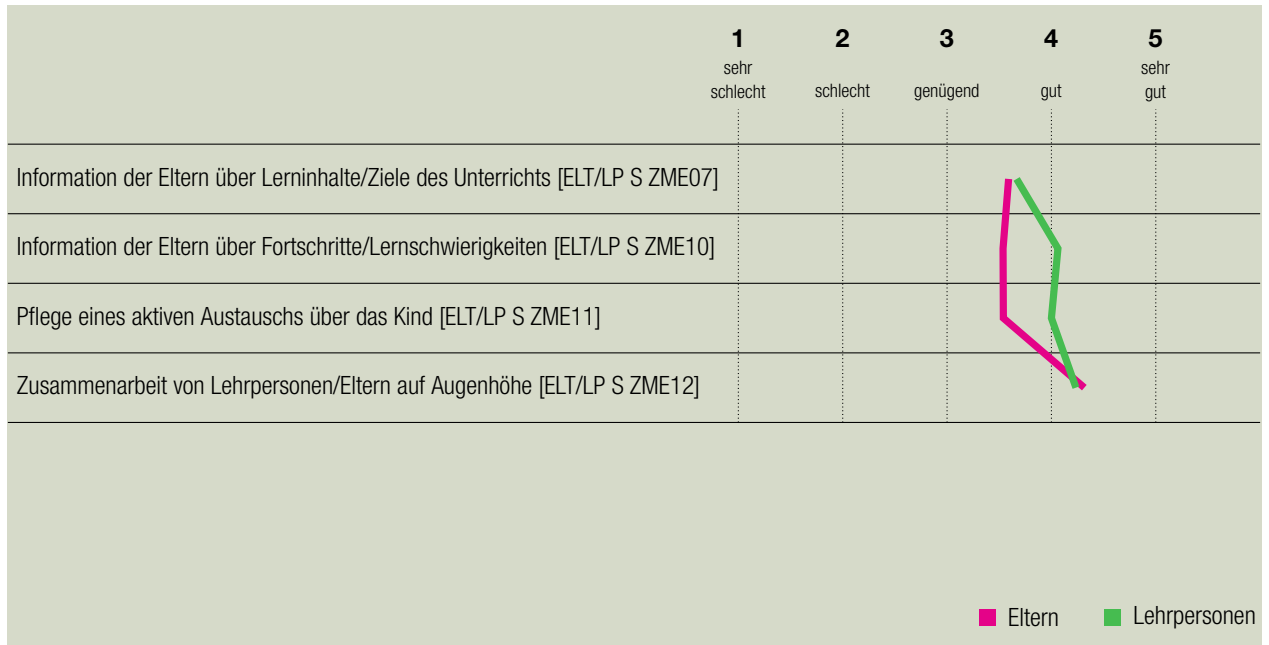 1 2 3 4 5
sehr schlecht schlecht genügend gut sehr gut
Information der Eltern über Lerninhalte/Ziele des Unterrichts [ELT/LP S ZME07]
Information der Eltern über Fortschritte/Lernschwierigkeiten [ELT/LP S ZME10]
Pflege eines aktiven Austauschs über das Kind [ELT/LP S ZME11]
Zusammenarbeit von Lehrpersonen/Eltern auf Augenhöhe [ELT/LP S ZME12]
Eltern Lehrpersonen